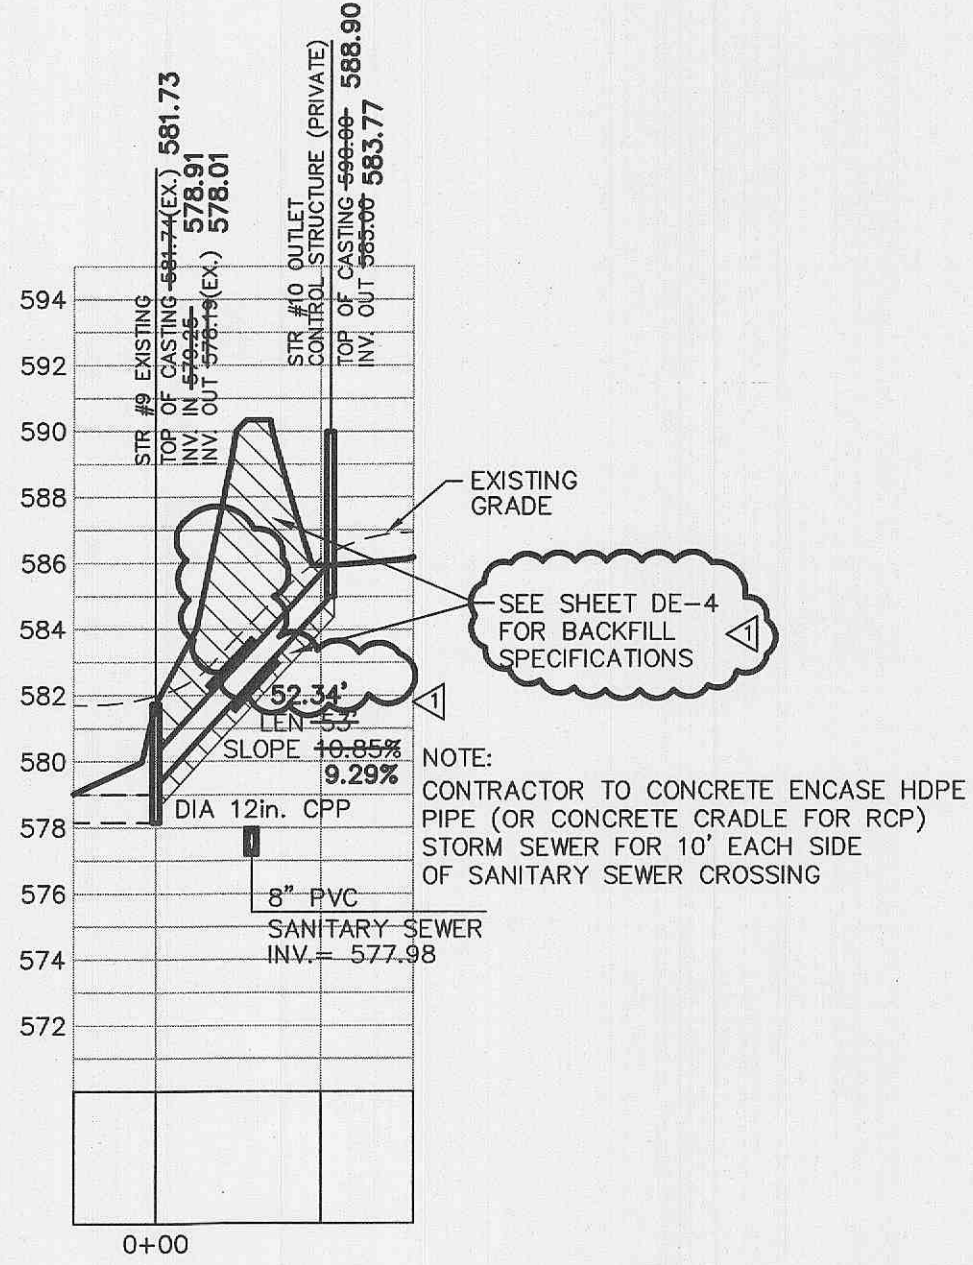 STR #9 EXISTING
TOP OF CASTING 581.74(EX.) 581.73
INV. IN 579.25 578.91
INV. OUT 578.19(EX.) 578.01
STR #10 OUTLET
CONTROL STRUCTURE (PRIVATE)
TOP OF CASTING 590.00 588.90
INV. OUT 585.00 583.77
594
592
590
588
586
584
582
580
578
576
574
572
EXISTING
GRADE
SEE SHEET DE-4
FOR BACKFILL
SPECIFICATIONS
1
52.34'
1
LEN 53'
SLOPE 10.85%
9.29%
DIA 12in. CPP
NOTE:
CONTRACTOR TO CONCRETE ENCASE HDPE
PIPE (OR CONCRETE CRADLE FOR RCP)
STORM SEWER FOR 10' EACH SIDE
OF SANITARY SEWER CROSSING
8" PVC
SANITARY SEWER
INV.= 577.98
0+00